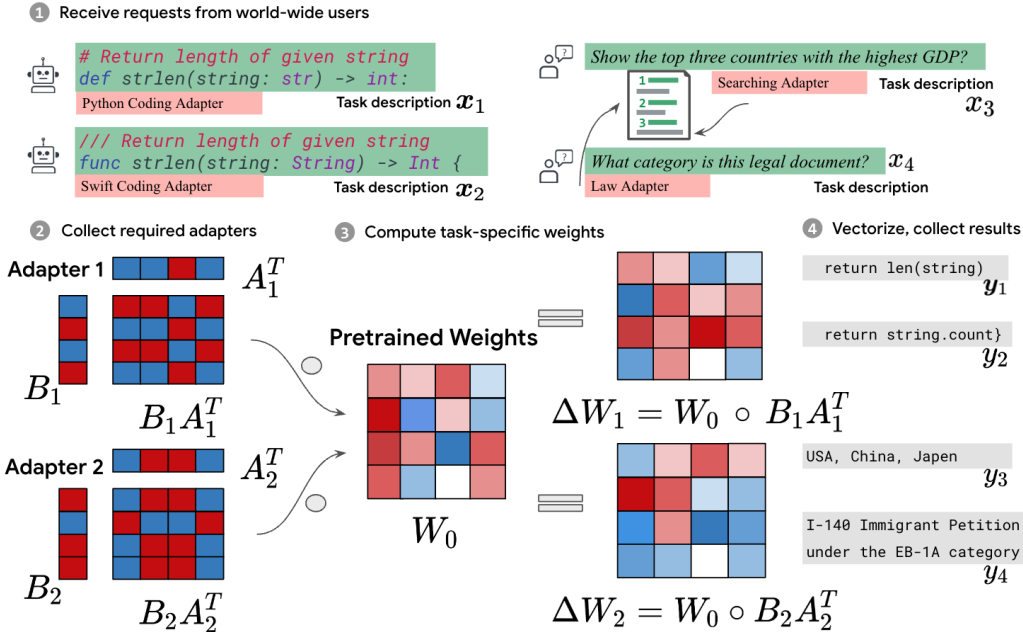 1 Receive requests from world-wide users
# Return length of given string
def strlen(string: str) -> int:
Python Coding Adapter
Task description x₁
/// Return length of given string
func strlen(string: String) -> Int {
Swift Coding Adapter
Task description x₂
Show the top three countries with the highest GDP?
Searching Adapter
Task description
x₃
1
2
3
What category is this legal document? x₄
Law Adapter
Task description
2 Collect required adapters
Adapter 1
A₁ᵀ
B₁
B₁A₁ᵀ
Adapter 2
A₂ᵀ
B₂
B₂A₂ᵀ
3 Compute task-specific weights
Pretrained Weights
W₀
ΔW₁ = W₀ ∘ B₁A₁ᵀ
ΔW₂ = W₀ ∘ B₂A₂ᵀ
4 Vectorize, collect results
return len(string)
y₁
return string.count}
y₂
USA, China, Japen
y₃
I-140 Immigrant Petition
under the EB-1A category
y₄
? 
?